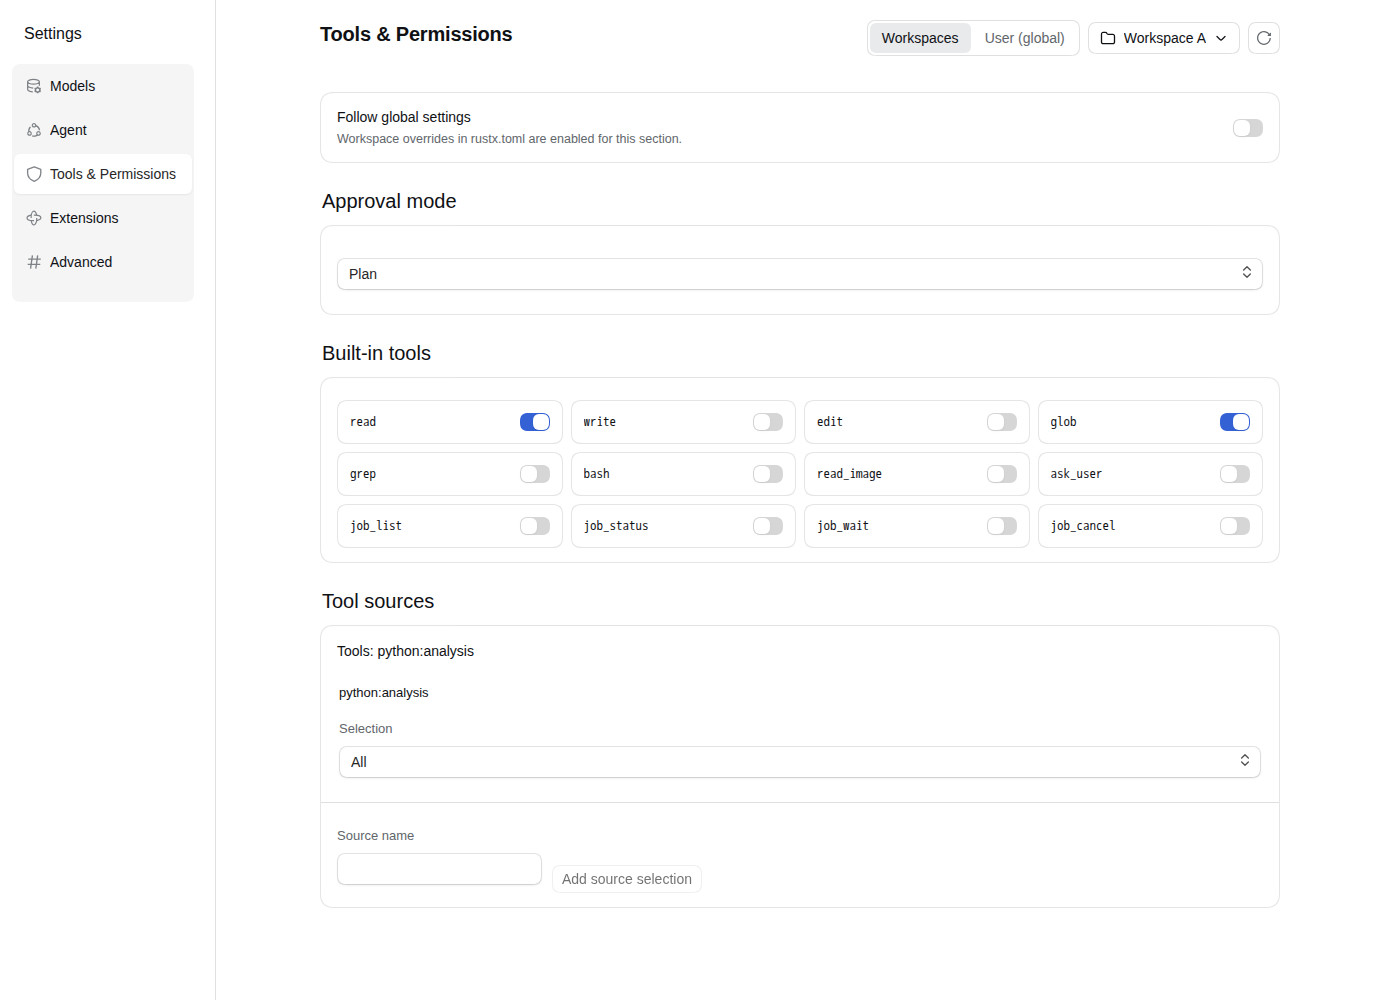 Settings
Models
Agent
Tools & Permissions
Extensions
Advanced
Tools & Permissions
Workspaces
User (global)
Workspace A
Follow global settings
Workspace overrides in rustx.toml are enabled for this section.
Approval mode
Plan
Built-in tools
read
write
edit
glob
grep
bash
read_image
ask_user
job_list
job_status
job_wait
job_cancel
Tool sources
Tools: python:analysis
python:analysis
Selection
All
Source name
Add source selection